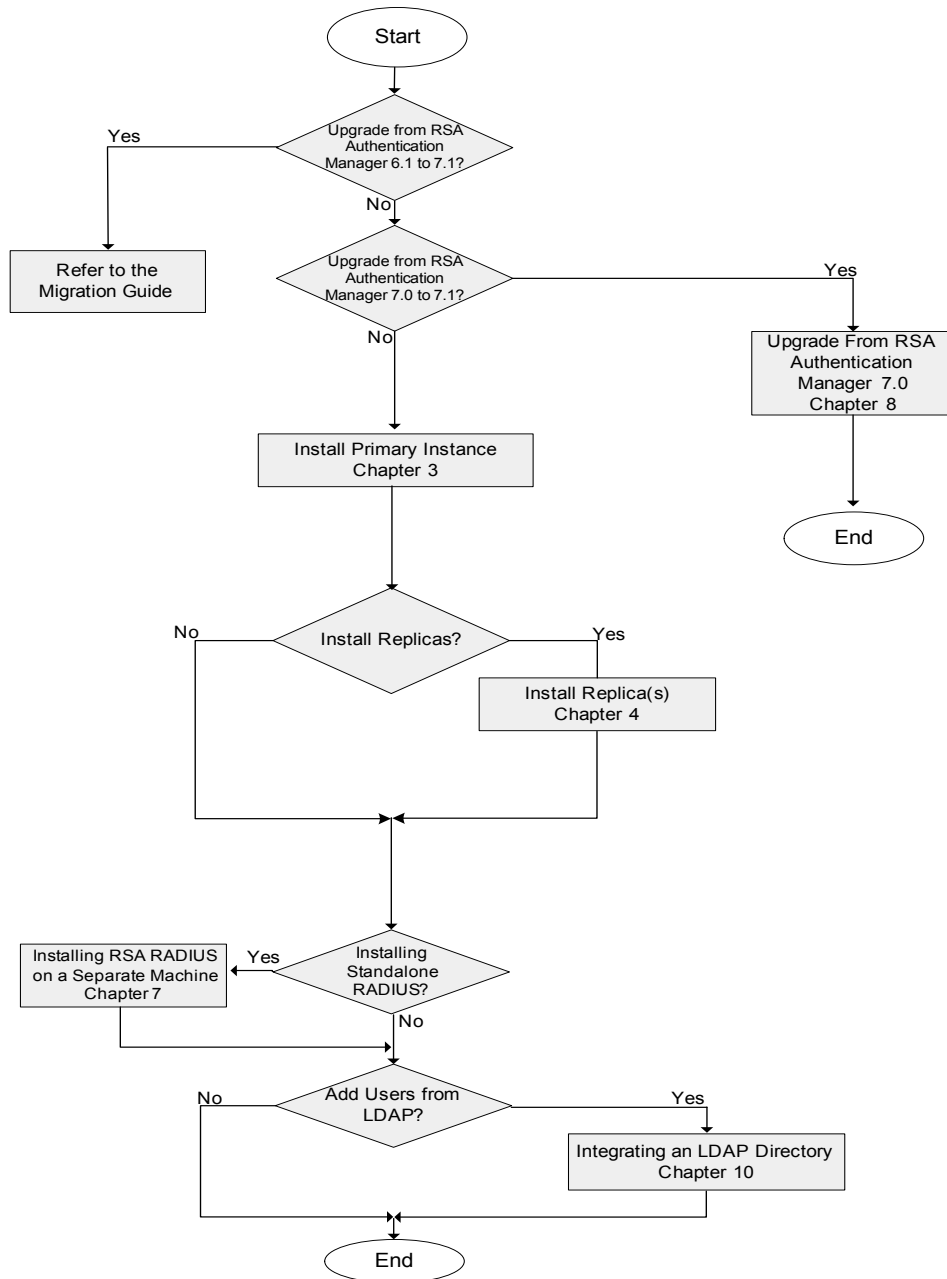 Start
Upgrade from RSA
Authentication
Manager 6.1 to 7.1?
Yes
No
Refer to the
Migration Guide
Upgrade from RSA
Authentication
Manager 7.0 to 7.1?
Yes
No
Upgrade From RSA
Authentication
Manager 7.0
Chapter 8
End
Install Primary Instance
Chapter 3
Install Replicas?
No
Yes
Install Replica(s)
Chapter 4
Installing
Standalone
RADIUS?
Yes
Installing RSA RADIUS
on a Separate Machine
Chapter 7
No
Add Users from
LDAP?
No
Yes
Integrating an LDAP Directory
Chapter 10
End